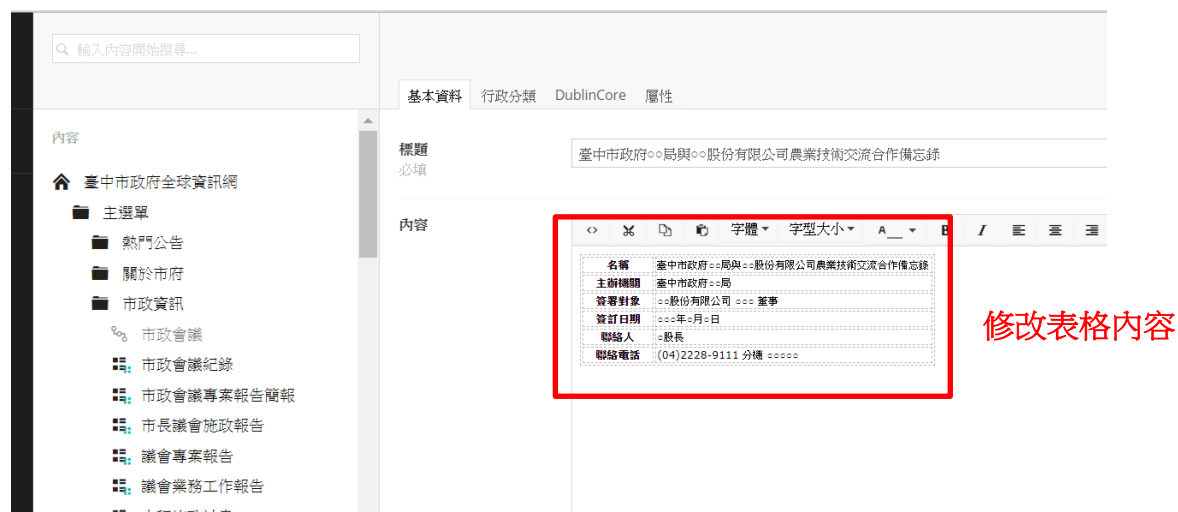 輸入內容開始搜尋...
基本資料 行政分類 DublinCore 屬性
內容
臺中市政府全球資訊網
主選單
熱門公告
關於市府
市政資訊
市政會議
市政會議紀錄
市政會議專案報告簡報
市長議會施政報告
議會專案報告
議會業務工作報告
標題
必填
臺中市政府○○局與○○股份有限公司農業技術交流合作備忘錄
內容
字體 字型大小 A B I
名稱 臺中市政府○○局與○○股份有限公司農業技術交流合作備忘錄
主辦機關 臺中市政府○○局
簽署對象 ○○股份有限公司 ○○○ 董事
簽訂日期 ○○○年○月○日
聯絡人 ○股長
聯絡電話 (04)2228-9111 分機 ○○○○○
修改表格內容